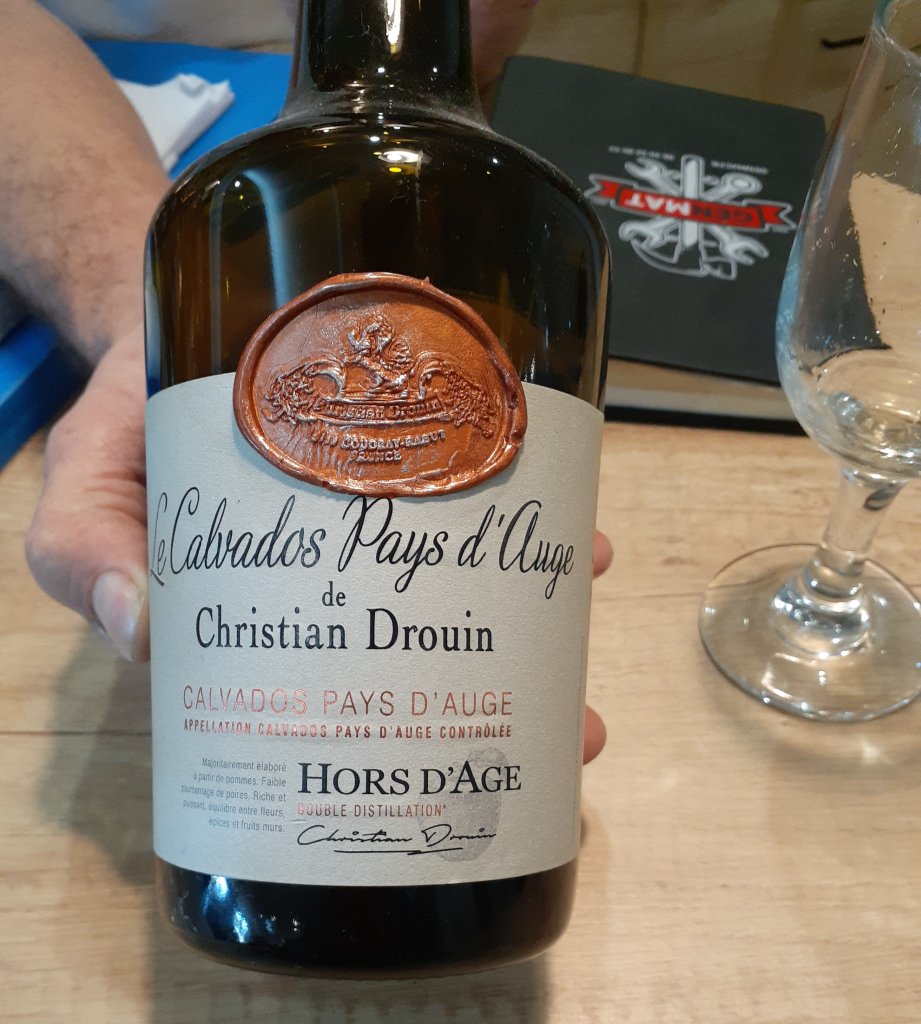 GENMAT
Christian Drouin
COUDRAY-RABUT
FRANCE
Le Calvados Pays d'Auge
de
Christian Drouin
CALVADOS PAYS D'AUGE
APPELLATION CALVADOS PAYS D'AUGE CONTRÔLÉE
Majoritairement élaboré
à partir de pommes. Faible
pourcentage de poires. Riche et
puissant, équilibre entre fleurs,
épices et fruits murs.
HORS D'AGE
DOUBLE DISTILLATION*
Christian Drouin